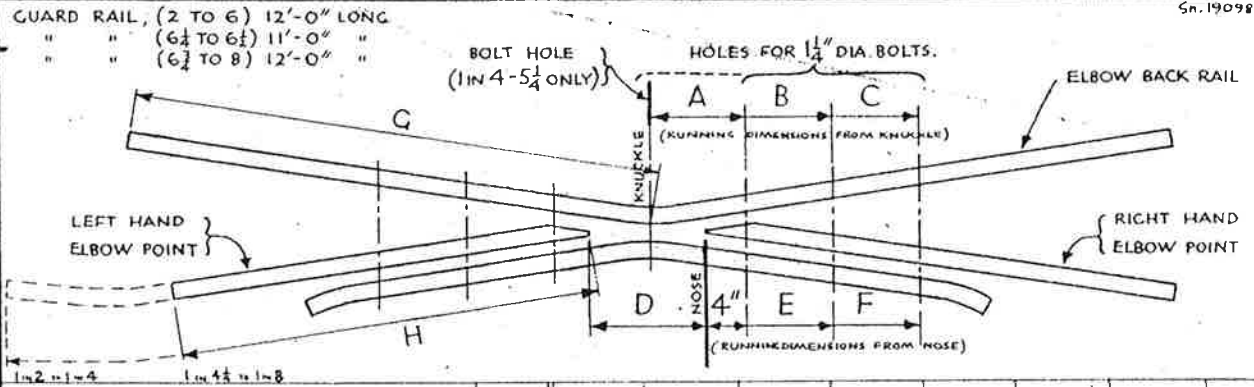 Sn.19098
GUARD RAIL, (2 TO 6) 12'-0" LONG
" " (6¼ TO 6½) 11'-0" "
" " (6¾ TO 8) 12'-0" "
BOLT HOLE
(1 IN 4-5¼ ONLY)
HOLES FOR 1¼" DIA. BOLTS.
ELBOW BACK RAIL
A B C
(RUNNING DIMENSIONS FROM KNUCKLE)
G
KNUCKLE
LEFT HAND
ELBOW POINT
RIGHT HAND
ELBOW POINT
NOSE
D 4" E F
H
(RUNNING DIMENSIONS FROM NOSE)
1 IN 2 TO 1 IN 4
1 IN 4¼ TO 1 IN 8